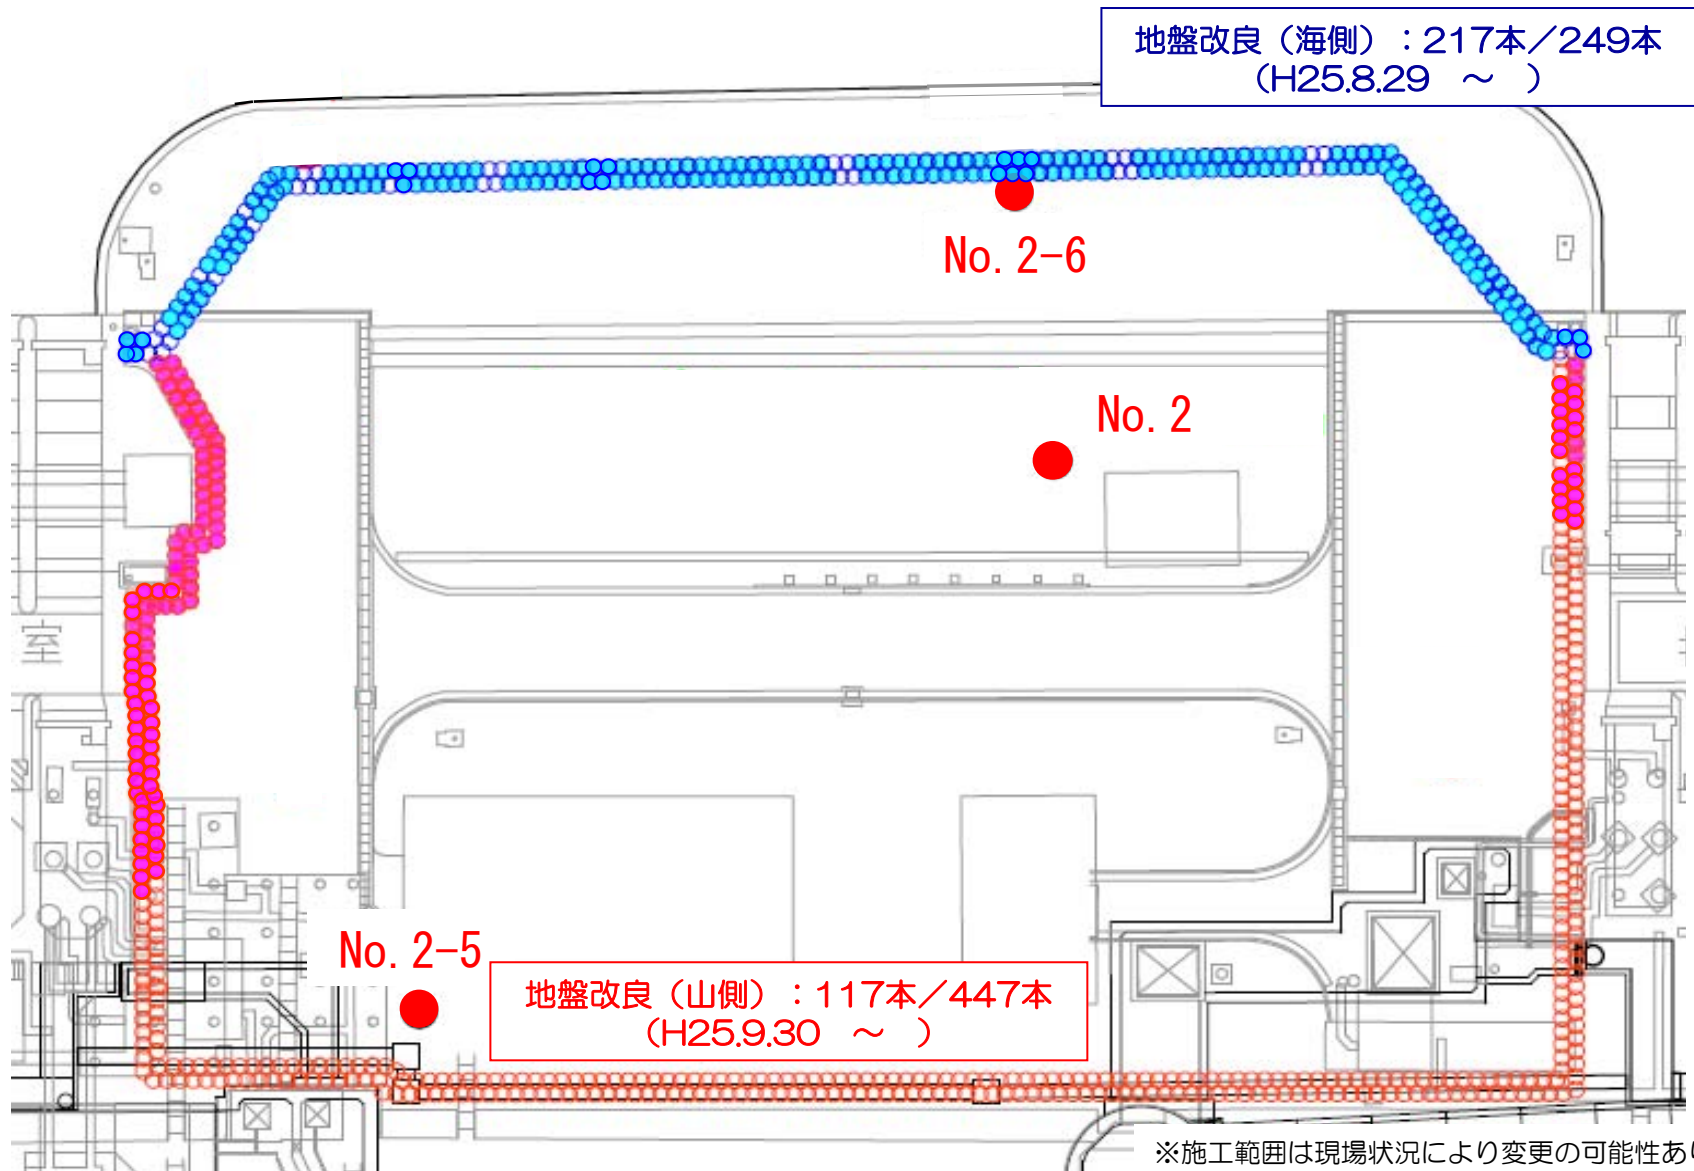 地盤改良（海側）：217本／249本
（H25.8.29　～　）
No. 2-6
No. 2
室
No. 2-5
地盤改良（山側）：117本／447本
（H25.9.30　～　）
※施工範囲は現場状況により変更の可能性あ